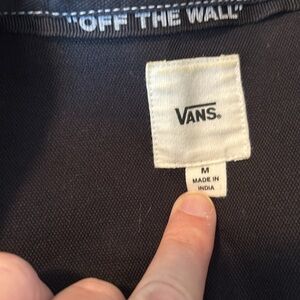 "OFF THE WALL"
VANS®
M
MADE IN
INDIA